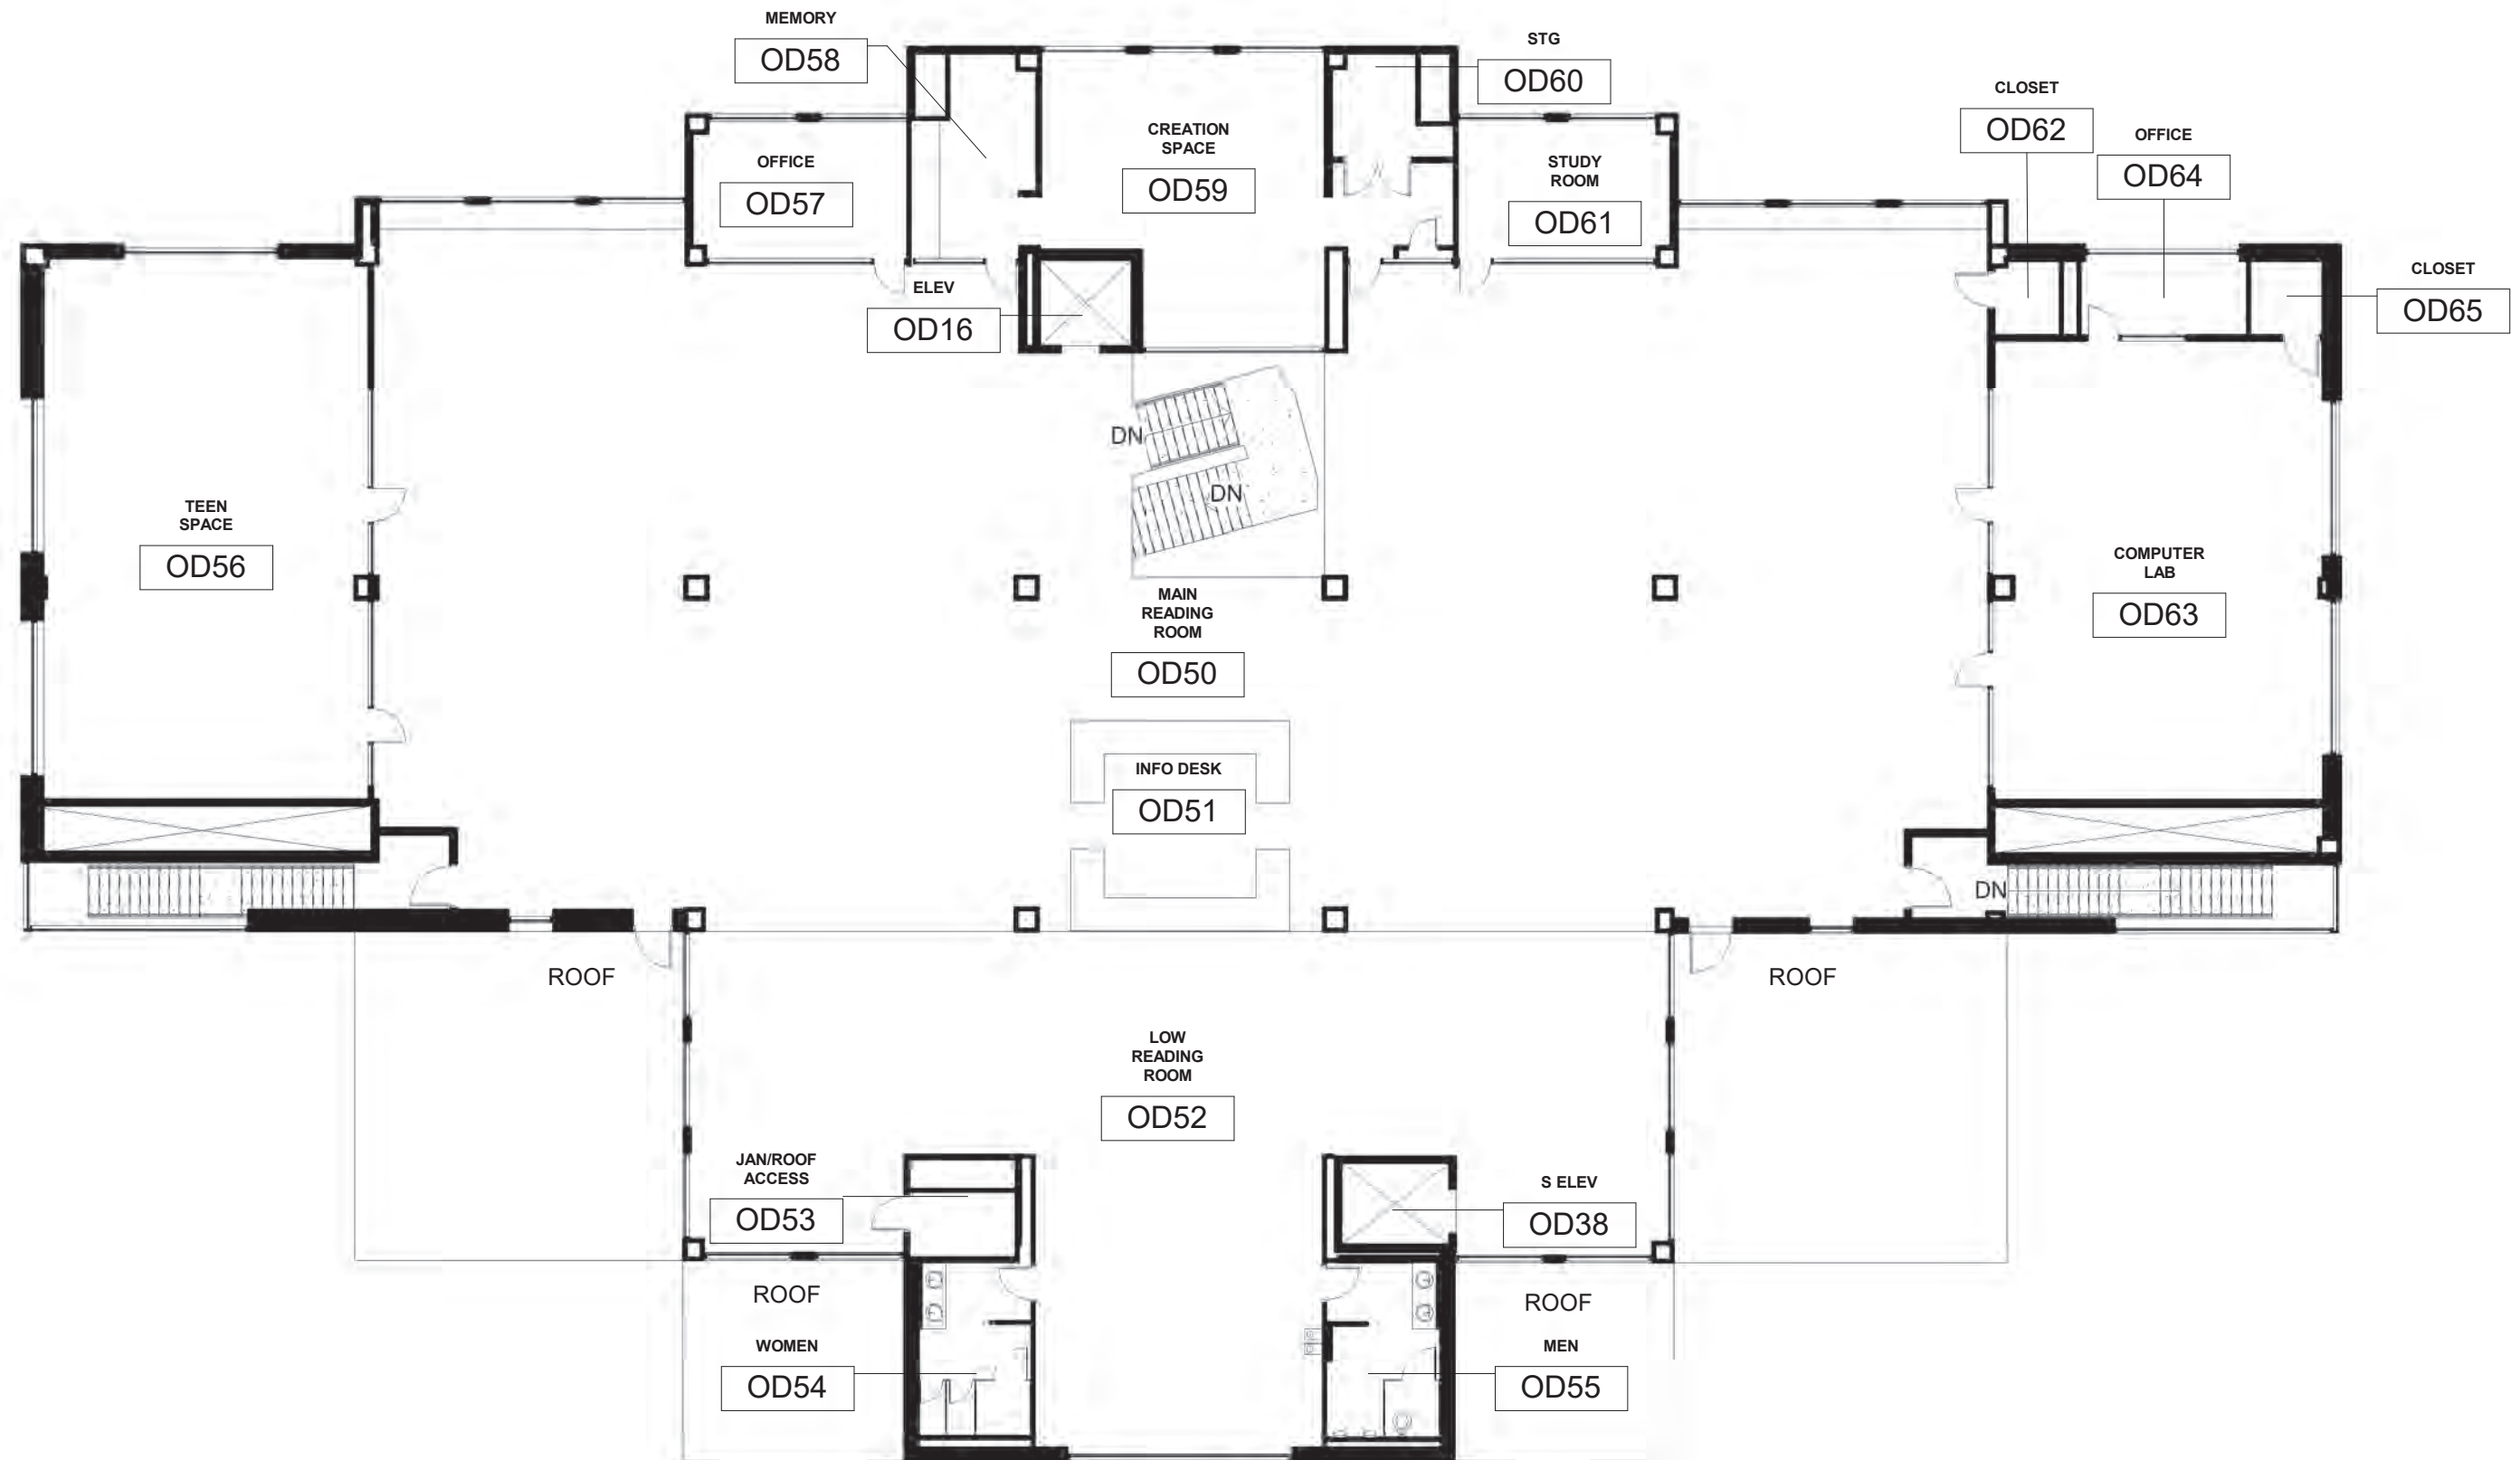 MEMORY
OD58
STG
OD60
CLOSET
OD62
OFFICE
OD64
CREATION
SPACE
OD59
OFFICE
OD57
STUDY
ROOM
OD61
CLOSET
OD65
ELEV
OD16
DN
DN
TEEN
SPACE
OD56
COMPUTER
LAB
OD63
MAIN
READING
ROOM
OD50
INFO DESK
OD51
DN
ROOF
ROOF
LOW
READING
ROOM
OD52
JAN/ROOF
ACCESS
OD53
S ELEV
OD38
ROOF
ROOF
WOMEN
OD54
MEN
OD55